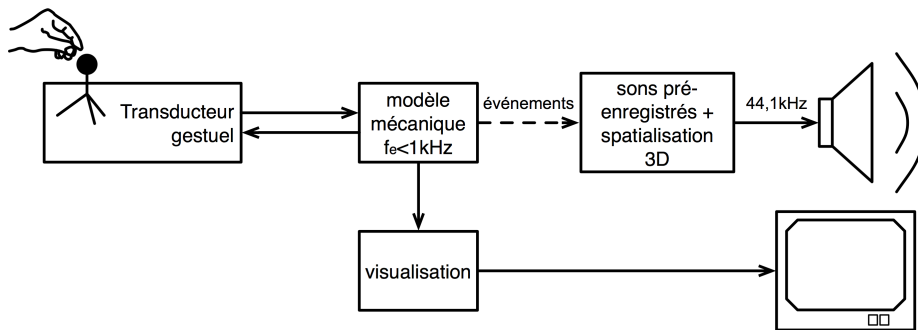 Transducteur
gestuel
modèle
mécanique
fe<1kHz
événements
sons pré-
enregistrés +
spatialisation
3D
44,1kHz
visualisation